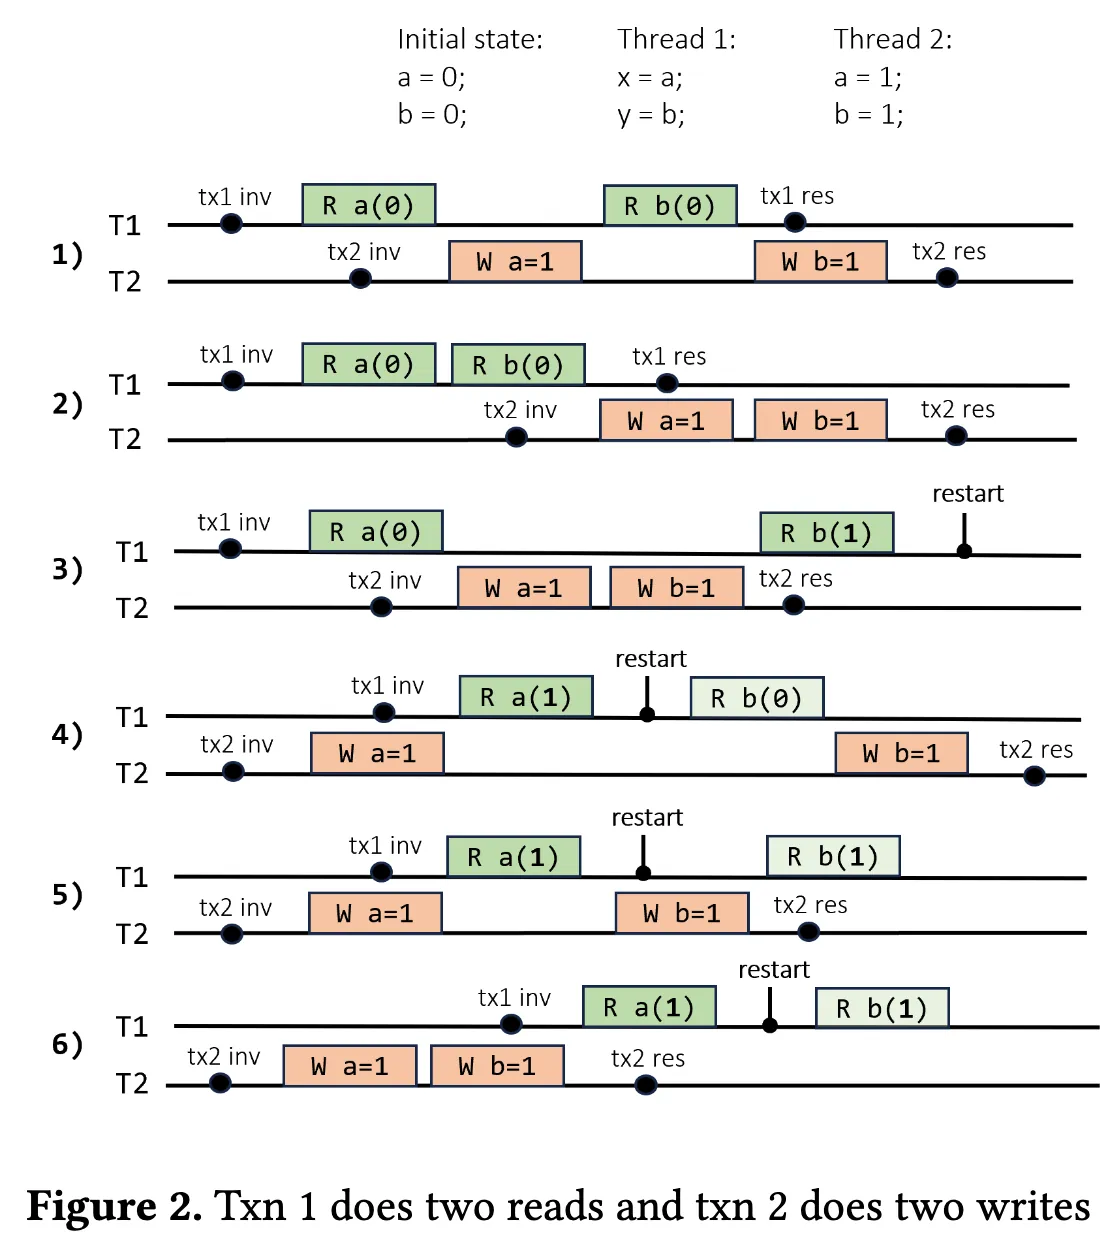 Initial state: Thread 1: Thread 2:
a = 0; x = a; a = 1;
b = 0; y = b; b = 1;
tx1 inv R a(0) R b(0) tx1 res
T1
1)
tx2 inv W a=1 W b=1 tx2 res
T2
tx1 inv R a(0) R b(0) tx1 res
T1
2)
tx2 inv W a=1 W b=1 tx2 res
T2
restart
tx1 inv R a(0) R b(1)
T1
3)
tx2 inv W a=1 W b=1 tx2 res
T2
restart
tx1 inv R a(1) R b(0)
T1
4)
tx2 inv W a=1 W b=1 tx2 res
T2
restart
tx1 inv R a(1) R b(1)
T1
5)
tx2 inv W a=1 W b=1 tx2 res
T2
restart
tx1 inv R a(1) R b(1)
T1
6)
tx2 inv W a=1 W b=1 tx2 res
T2
Figure 2. Txn 1 does two reads and txn 2 does two writes